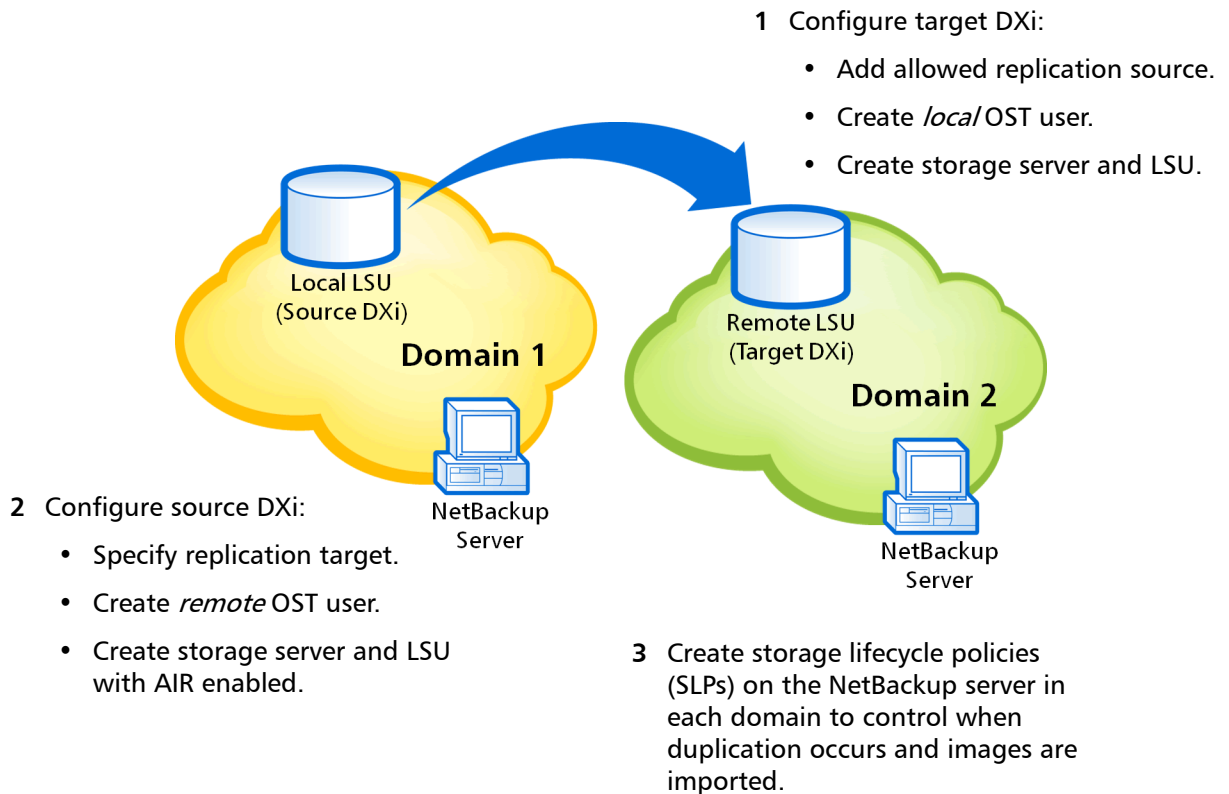 1 Configure target DXi:
• Add allowed replication source.
• Create local OST user.
• Create storage server and LSU.
Local LSU
(Source DXi)
Domain 1
NetBackup
Server
Remote LSU
(Target DXi)
Domain 2
NetBackup
Server
2 Configure source DXi:
• Specify replication target.
• Create remote OST user.
• Create storage server and LSU
with AIR enabled.
3 Create storage lifecycle policies
(SLPs) on the NetBackup server in
each domain to control when
duplication occurs and images are
imported.